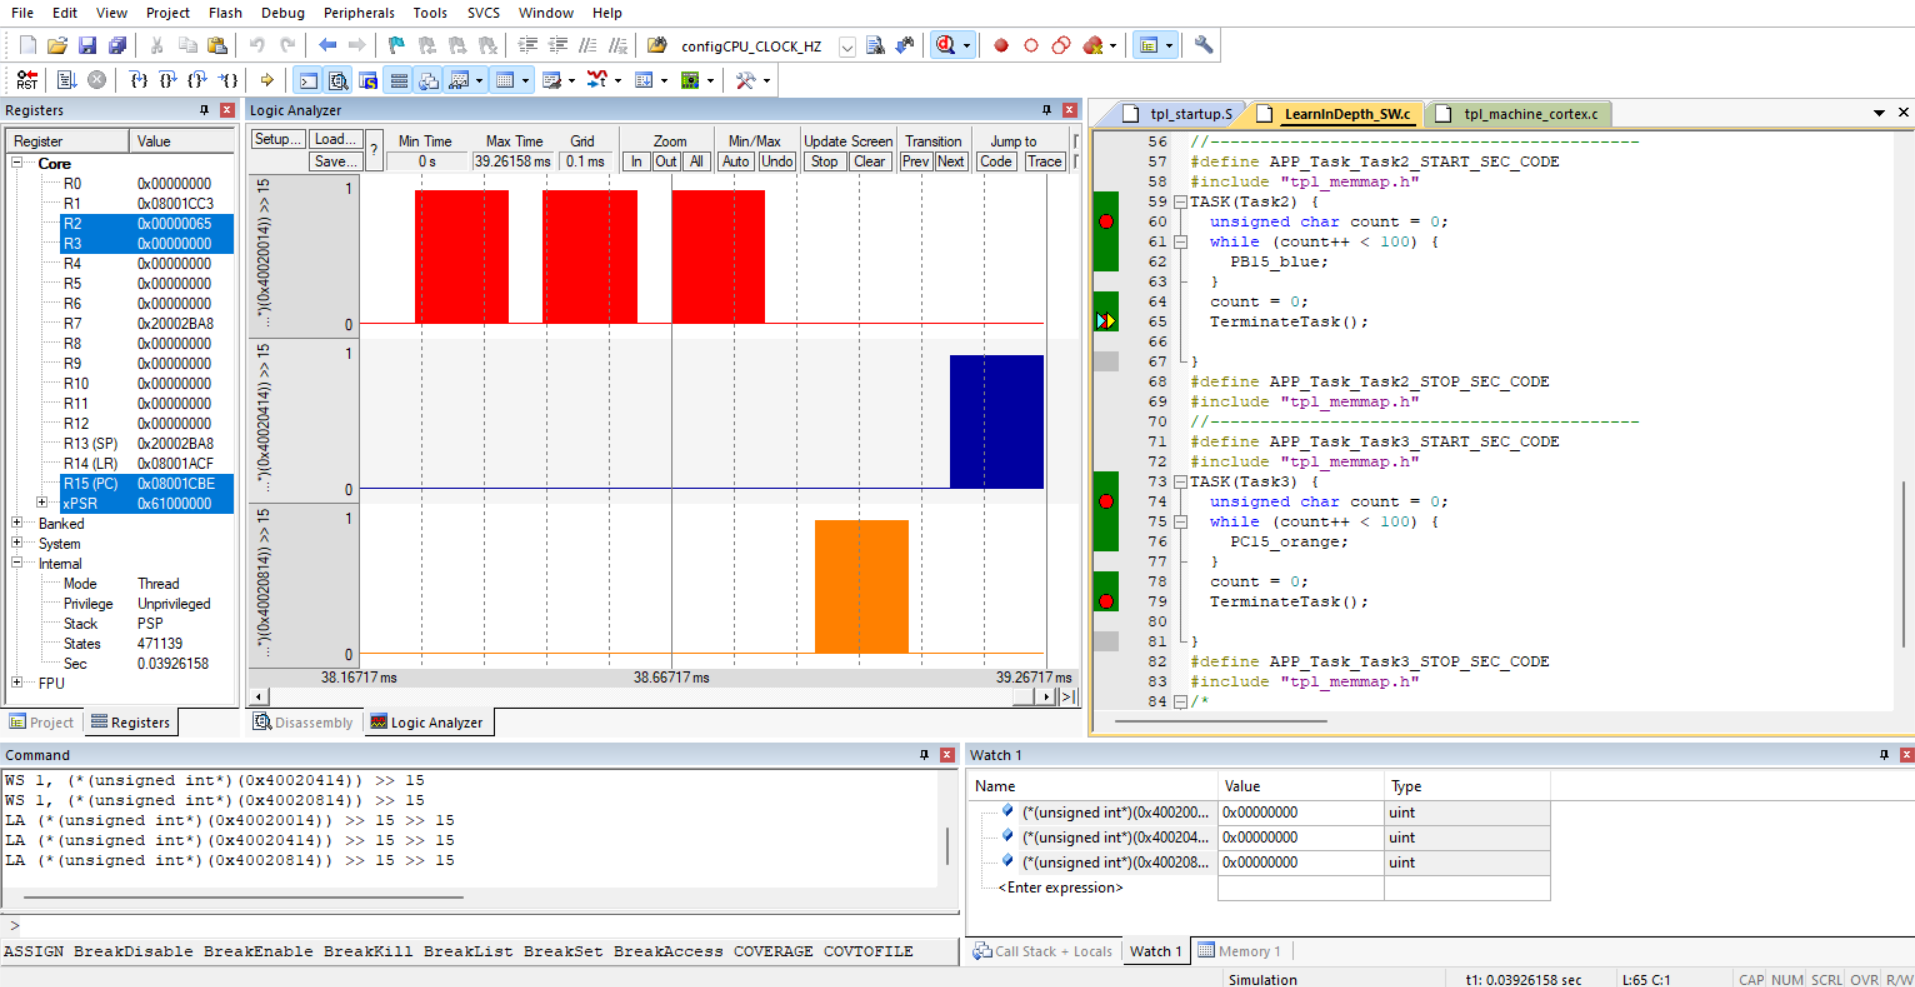 File Edit View Project Flash Debug Peripherals Tools SVCS Window Help
configCPU_CLOCK_HZ
RST
Registers
Register Value
Core
R0 0x00000000
R1 0x08001CC3
R2 0x00000065
R3 0x00000000
R4 0x00000000
R5 0x00000000
R6 0x00000000
R7 0x20002BA8
R8 0x00000000
R9 0x00000000
R10 0x00000000
R11 0x00000000
R12 0x00000000
R13 (SP) 0x20002BA8
R14 (LR) 0x08001ACF
R15 (PC) 0x08001CBE
xPSR 0x61000000
Banked
System
Internal
Mode Thread
Privilege Unprivileged
Stack PSP
States 471139
Sec 0.03926158
FPU
Project Registers
Logic Analyzer
Setup... Load... ? Min Time Max Time Grid Zoom Min/Max Update Screen Transition Jump to
Save... 0 s 39.26158 ms 0.1 ms In Out All Auto Undo Stop Clear Prev Next Code Trace
...*)(0x40020014)) >> 15
1
0
...*)(0x40020414)) >> 15
1
0
...*)(0x40020814)) >> 15
1
0
38.16717 ms 38.66717 ms 39.26717 ms
Disassembly Logic Analyzer
tpl_startup.S LearnInDepth_SW.c tpl_machine_cortex.c
56 //--------------------------------------------
57 #define APP_Task_Task2_START_SEC_CODE
58 #include "tpl_memmap.h"
59 TASK(Task2) {
60 unsigned char count = 0;
61 while (count++ < 100) {
62 PB15_blue;
63 }
64 count = 0;
65 TerminateTask();
66
67 }
68 #define APP_Task_Task2_STOP_SEC_CODE
69 #include "tpl_memmap.h"
70 //--------------------------------------------
71 #define APP_Task_Task3_START_SEC_CODE
72 #include "tpl_memmap.h"
73 TASK(Task3) {
74 unsigned char count = 0;
75 while (count++ < 100) {
76 PC15_orange;
77 }
78 count = 0;
79 TerminateTask();
80
81 }
82 #define APP_Task_Task3_STOP_SEC_CODE
83 #include "tpl_memmap.h"
84 /*
Command
WS 1, (*(unsigned int*)(0x40020414)) >> 15
WS 1, (*(unsigned int*)(0x40020814)) >> 15
LA (*(unsigned int*)(0x40020014)) >> 15 >> 15
LA (*(unsigned int*)(0x40020414)) >> 15 >> 15
LA (*(unsigned int*)(0x40020814)) >> 15 >> 15
>
ASSIGN BreakDisable BreakEnable BreakKill BreakList BreakSet BreakAccess COVERAGE COVTOFILE
Watch 1
Name Value Type
(*(unsigned int*)(0x400200... 0x00000000 uint
(*(unsigned int*)(0x400204... 0x00000000 uint
(*(unsigned int*)(0x400208... 0x00000000 uint
<Enter expression>
Call Stack + Locals Watch 1 Memory 1
Simulation t1: 0.03926158 sec L:65 C:1 CAP NUM SCRL OVR R/W